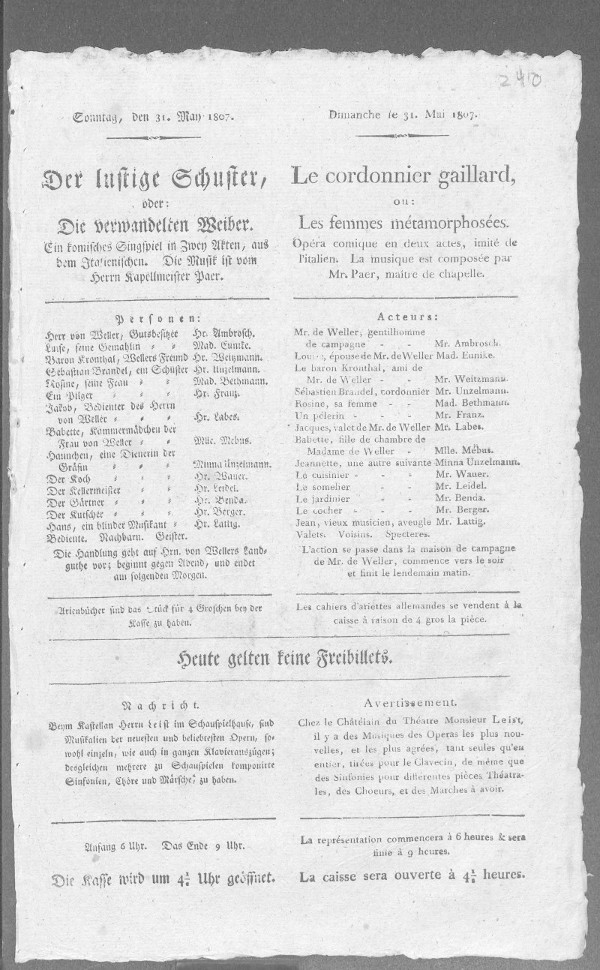 240
Sonntag, den 31. May 1807.
Der lustige Schuster,
oder:
Die verwandelten Weiber.
Ein komisches Singspiel in Zwey Akten, aus
dem Italienischen. Die Musik ist vom
Herrn Kapellmeister Paer.
Personen:
Herr von Weller, Gutsbesitzer Hr. Ambrosch.
Luise, seine Gemahlin " " Mad. Eunike.
Baron Kronthal, Wellers Freund Hr. Weitzmann.
Sebastian Brandel, ein Schuster Hr. Unzelmann.
Rosine, seine Frau " " Mad. Bethmann.
Ein Pilger " " " Hr. Franz.
Jakob, Bedienter des Herrn
von Weller " " " Hr. Labes.
Babette, Kammermädchen der
Frau von Weller " " Mlle. Mebus.
Hannchen, eine Dienerin der
Gräfin " " " Minna Unzelmann.
Der Koch " " " Hr. Wauer.
Der Kellermeister " " Hr. Leidel.
Der Gärtner " " " Hr. Benda.
Der Kutscher " " " Hr. Berger.
Hans, ein blinder Musikant " Hr. Lattig.
Bediente. Nachbarn. Geister.
Die Handlung geht auf Hrn. von Wellers Land-
guthe vor; beginnt gegen Abend, und endet
am folgenden Morgen.
Arienbücher sind das Stück für 4 Groschen bey der
Kasse zu haben.
Dimanche le 31. Mai 1807.
Le cordonnier gaillard,
ou:
Les femmes métamorphosées.
Opéra comique en deux actes, imité de
l'italien. La musique est composée par
Mr. Paer, maître de chapelle.
Acteurs:
Mr. de Weller, gentilhomme
de campagne - - Mr. Ambrosch.
Louise, épouse de Mr. de Weller Mad. Eunike.
Le baron Kronthal, ami de
Mr. de Weller - - Mr. Weitzmann.
Sébastien Brandel, cordonnier Mr. Unzelmann.
Rosine, sa femme - - Mad. Bethmann.
Un pélerin - - - Mr. Franz.
Jacques, valet de Mr. de Weller Mr. Labes.
Babette, fille de chambre de
Madame de Weller - Mlle. Mébus.
Jeannette, une autre suivante Minna Unzelmann.
Le cuisinier - - - Mr. Wauer.
Le somelier - - - Mr. Leidel.
Le jardinier - - Mr. Benda.
Le cocher - - - Mr. Berger.
Jean, vieux musicien, aveugle Mr. Lattig.
Valets. Voisins. Spectres.
L'action se passe dans la maison de campagne
de Mr. de Weller, commence vers le soir
et finit le lendemain matin.
Les cahiers d'ariettes allemandes se vendent à la
caisse à raison de 4 gros la pièce.
Heute gelten keine Freibillets.
Nachricht.
Beym Kastellan Herrn Leist im Schauspielhause, sind
Musikalien der neuesten und beliebtesten Opern, so-
wohl einzeln, wie auch in ganzen Klavierauszügen;
desgleichen mehrere zu Schauspielen komponirte
Sinfonien, Chöre und Märsche; zu haben.
Anfang 6 Uhr. Das Ende 9 Uhr.
Die Kasse wird um 4½ Uhr geöffnet.
Avertissement.
Chez le Châtelain du Théatre Monsieur Leist,
il y a des Musiques des Operas les plus nou-
velles, et les plus agrées, tant seules qu'en
entier, tirées pour le Clavecin, de même que
des Sinfonies pour différentes pièces Théatra-
les, des Choeurs, et des Marches à avoir.
La représentation commencera à 6 heures & sera
finie à 9 heures.
La caisse sera ouverte à 4½ heures.